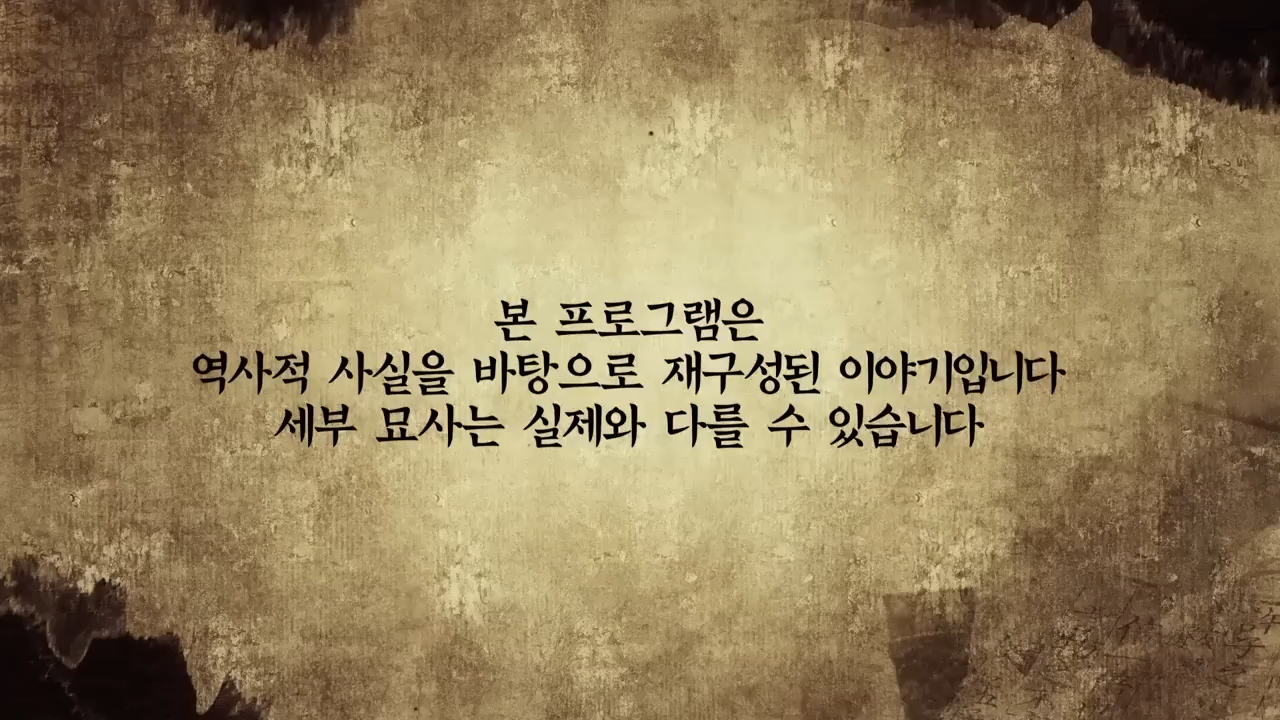 본 프로그램은
역사적 사실을 바탕으로 재구성된 이야기입니다
세부 묘사는 실제와 다를 수 있습니다